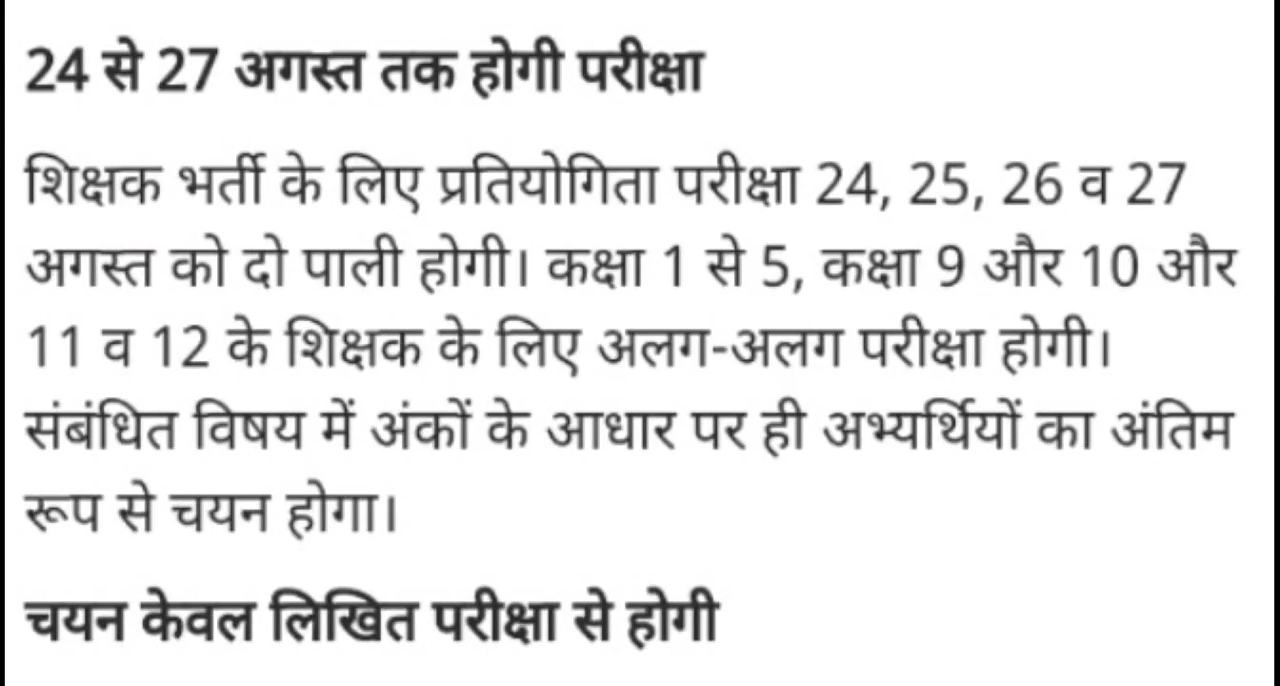 24 से 27 अगस्त तक होगी परीक्षा
शिक्षक भर्ती के लिए प्रतियोगिता परीक्षा 24, 25, 26 व 27
अगस्त को दो पाली होगी। कक्षा 1 से 5, कक्षा 9 और 10 और
11 व 12 के शिक्षक के लिए अलग-अलग परीक्षा होगी।
संबंधित विषय में अंकों के आधार पर ही अभ्यर्थियों का अंतिम
रूप से चयन होगा।
चयन केवल लिखित परीक्षा से होगी